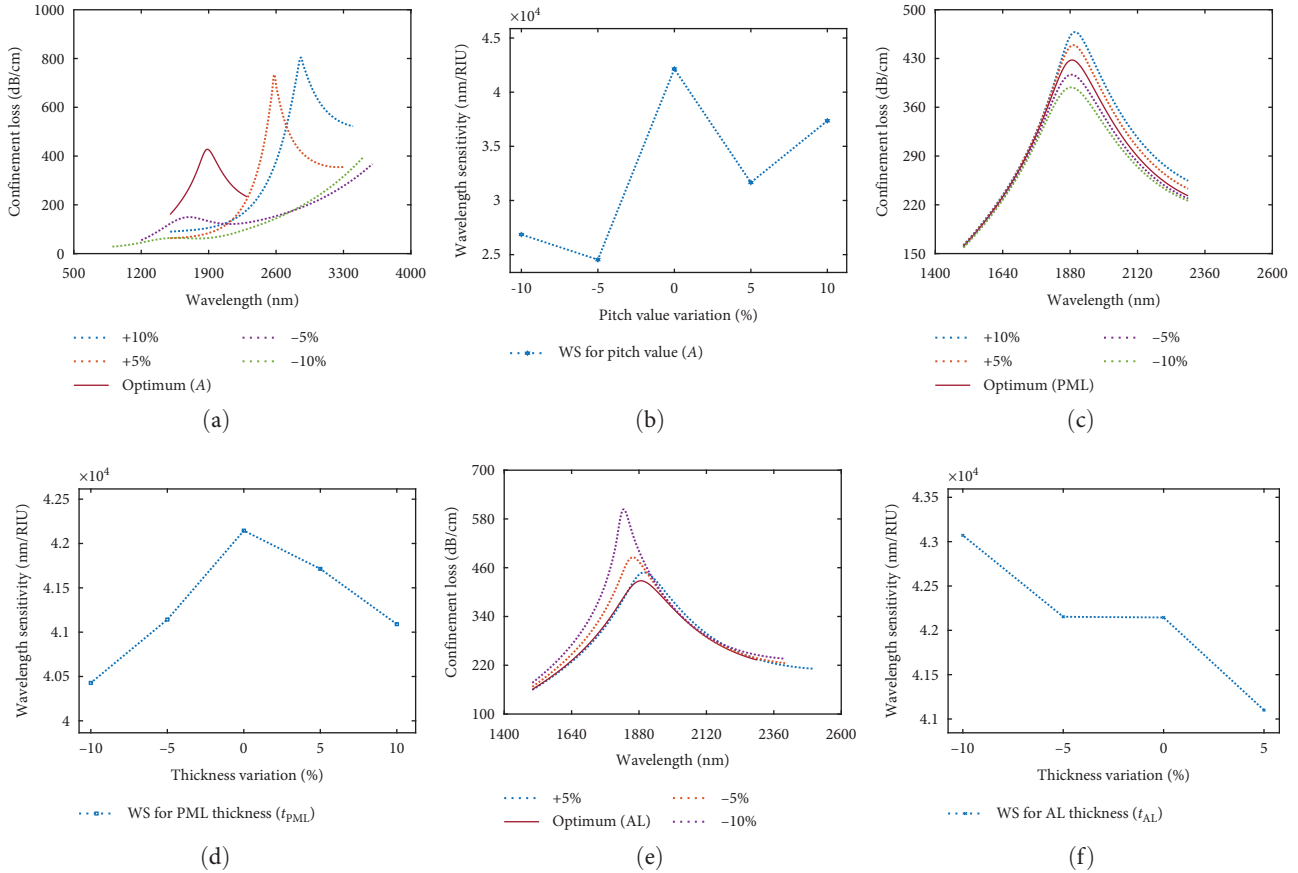 1000
800
600
400
200
0
Confinement loss (dB/cm)
500 1200 1900 2600 3300 4000
Wavelength (nm)
+10%
+5%
Optimum (A)
–5%
–10%
(a)
×10⁴
4.5
4
3.5
3
2.5
Wavelength sensitivity (nm/RIU)
-10 -5 0 5 10
Pitch value variation (%)
WS for pitch value (A)
(b)
500
430
360
290
220
150
Confinement loss (dB/cm)
1400 1640 1880 2120 2360 2600
Wavelength (nm)
+10%
+5%
Optimum (PML)
–5%
–10%
(c)
×10⁴
4.25
4.2
4.15
4.1
4.05
4
Wavelength sensitivity (nm/RIU)
–10 –5 0 5 10
Thickness variation (%)
WS for PML thickness (tPML)
(d)
700
580
460
340
220
100
Confinement loss (dB/cm)
1400 1640 1880 2120 2360 2600
Wavelength (nm)
+5%
Optimum (AL)
–5%
–10%
(e)
×10⁴
4.35
4.3
4.25
4.2
4.15
4.1
Wavelength sensitivity (nm/RIU)
–10 –5 0 5
Thickness variation (%)
WS for AL thickness (tAL)
(f)